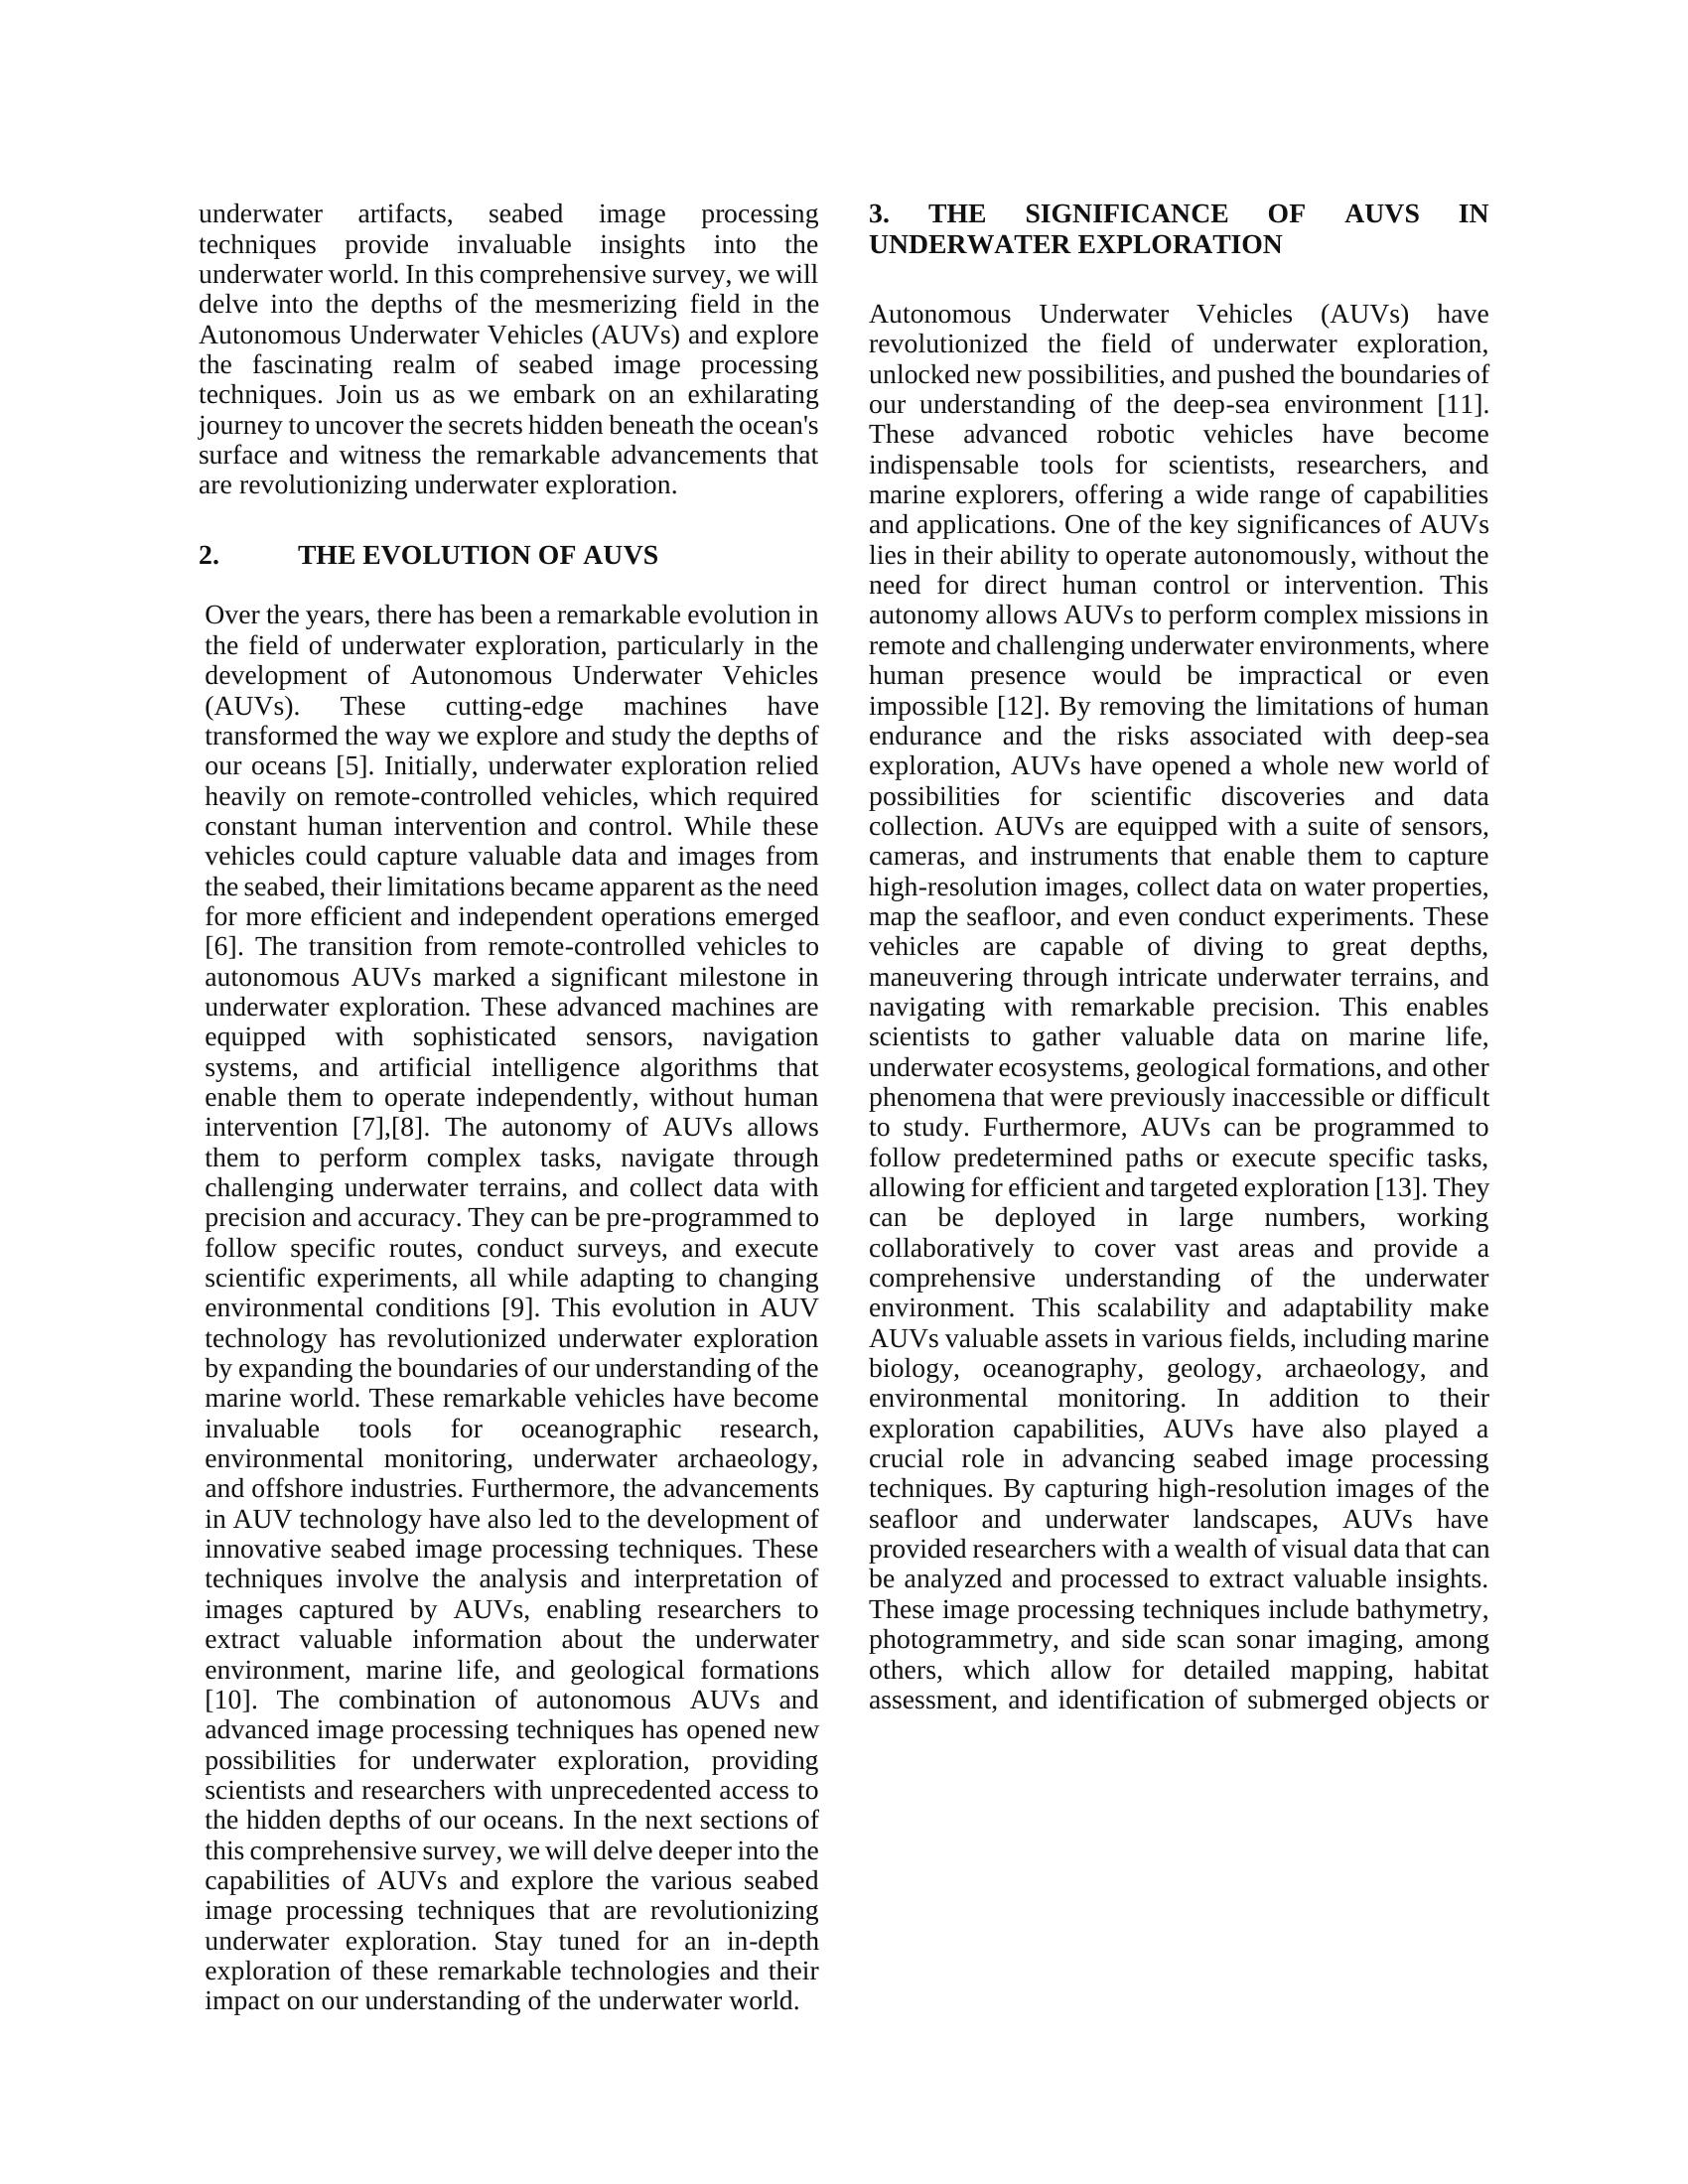 underwater artifacts, seabed image processing
techniques provide invaluable insights into the
underwater world. In this comprehensive survey, we will
delve into the depths of the mesmerizing field in the
Autonomous Underwater Vehicles (AUVs) and explore
the fascinating realm of seabed image processing
techniques. Join us as we embark on an exhilarating
journey to uncover the secrets hidden beneath the ocean's
surface and witness the remarkable advancements that
are revolutionizing underwater exploration.
2. THE EVOLUTION OF AUVS
Over the years, there has been a remarkable evolution in
the field of underwater exploration, particularly in the
development of Autonomous Underwater Vehicles
(AUVs). These cutting-edge machines have
transformed the way we explore and study the depths of
our oceans [5]. Initially, underwater exploration relied
heavily on remote-controlled vehicles, which required
constant human intervention and control. While these
vehicles could capture valuable data and images from
the seabed, their limitations became apparent as the need
for more efficient and independent operations emerged
[6]. The transition from remote-controlled vehicles to
autonomous AUVs marked a significant milestone in
underwater exploration. These advanced machines are
equipped with sophisticated sensors, navigation
systems, and artificial intelligence algorithms that
enable them to operate independently, without human
intervention [7],[8]. The autonomy of AUVs allows
them to perform complex tasks, navigate through
challenging underwater terrains, and collect data with
precision and accuracy. They can be pre-programmed to
follow specific routes, conduct surveys, and execute
scientific experiments, all while adapting to changing
environmental conditions [9]. This evolution in AUV
technology has revolutionized underwater exploration
by expanding the boundaries of our understanding of the
marine world. These remarkable vehicles have become
invaluable tools for oceanographic research,
environmental monitoring, underwater archaeology,
and offshore industries. Furthermore, the advancements
in AUV technology have also led to the development of
innovative seabed image processing techniques. These
techniques involve the analysis and interpretation of
images captured by AUVs, enabling researchers to
extract valuable information about the underwater
environment, marine life, and geological formations
[10]. The combination of autonomous AUVs and
advanced image processing techniques has opened new
possibilities for underwater exploration, providing
scientists and researchers with unprecedented access to
the hidden depths of our oceans. In the next sections of
this comprehensive survey, we will delve deeper into the
capabilities of AUVs and explore the various seabed
image processing techniques that are revolutionizing
underwater exploration. Stay tuned for an in-depth
exploration of these remarkable technologies and their
impact on our understanding of the underwater world.
3. THE SIGNIFICANCE OF AUVS IN
UNDERWATER EXPLORATION
Autonomous Underwater Vehicles (AUVs) have
revolutionized the field of underwater exploration,
unlocked new possibilities, and pushed the boundaries of
our understanding of the deep-sea environment [11].
These advanced robotic vehicles have become
indispensable tools for scientists, researchers, and
marine explorers, offering a wide range of capabilities
and applications. One of the key significances of AUVs
lies in their ability to operate autonomously, without the
need for direct human control or intervention. This
autonomy allows AUVs to perform complex missions in
remote and challenging underwater environments, where
human presence would be impractical or even
impossible [12]. By removing the limitations of human
endurance and the risks associated with deep-sea
exploration, AUVs have opened a whole new world of
possibilities for scientific discoveries and data
collection. AUVs are equipped with a suite of sensors,
cameras, and instruments that enable them to capture
high-resolution images, collect data on water properties,
map the seafloor, and even conduct experiments. These
vehicles are capable of diving to great depths,
maneuvering through intricate underwater terrains, and
navigating with remarkable precision. This enables
scientists to gather valuable data on marine life,
underwater ecosystems, geological formations, and other
phenomena that were previously inaccessible or difficult
to study. Furthermore, AUVs can be programmed to
follow predetermined paths or execute specific tasks,
allowing for efficient and targeted exploration [13]. They
can be deployed in large numbers, working
collaboratively to cover vast areas and provide a
comprehensive understanding of the underwater
environment. This scalability and adaptability make
AUVs valuable assets in various fields, including marine
biology, oceanography, geology, archaeology, and
environmental monitoring. In addition to their
exploration capabilities, AUVs have also played a
crucial role in advancing seabed image processing
techniques. By capturing high-resolution images of the
seafloor and underwater landscapes, AUVs have
provided researchers with a wealth of visual data that can
be analyzed and processed to extract valuable insights.
These image processing techniques include bathymetry,
photogrammetry, and side scan sonar imaging, among
others, which allow for detailed mapping, habitat
assessment, and identification of submerged objects or